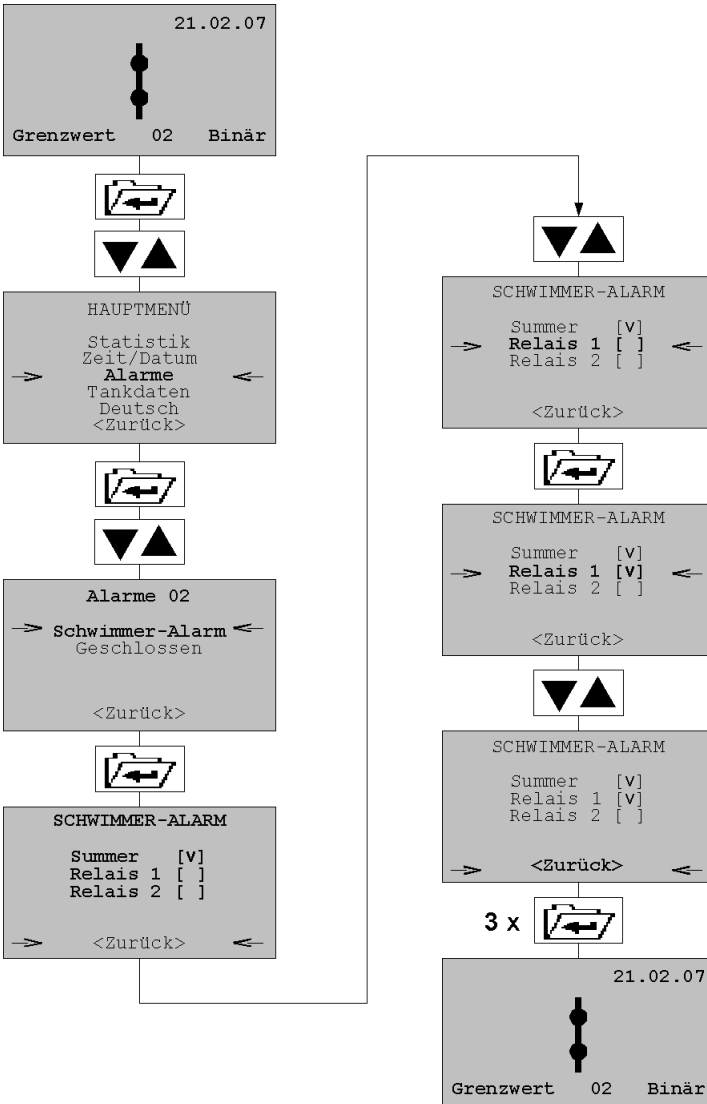 21.02.07
Grenzwert 02 Binär
HAUPTMENÜ
Statistik
Zeit/Datum
Alarme
Tankdaten
Deutsch
<Zurück>
Alarme 02
Schwimmer-Alarm
Geschlossen
<Zurück>
SCHWIMMER-ALARM
Summer [v]
Relais 1 [ ]
Relais 2 [ ]
<Zurück>
SCHWIMMER-ALARM
Summer [v]
Relais 1 [ ]
Relais 2 [ ]
<Zurück>
SCHWIMMER-ALARM
Summer [v]
Relais 1 [v]
Relais 2 [ ]
<Zurück>
SCHWIMMER-ALARM
Summer [v]
Relais 1 [v]
Relais 2 [ ]
<Zurück>
3 x
21.02.07
Grenzwert 02 Binär